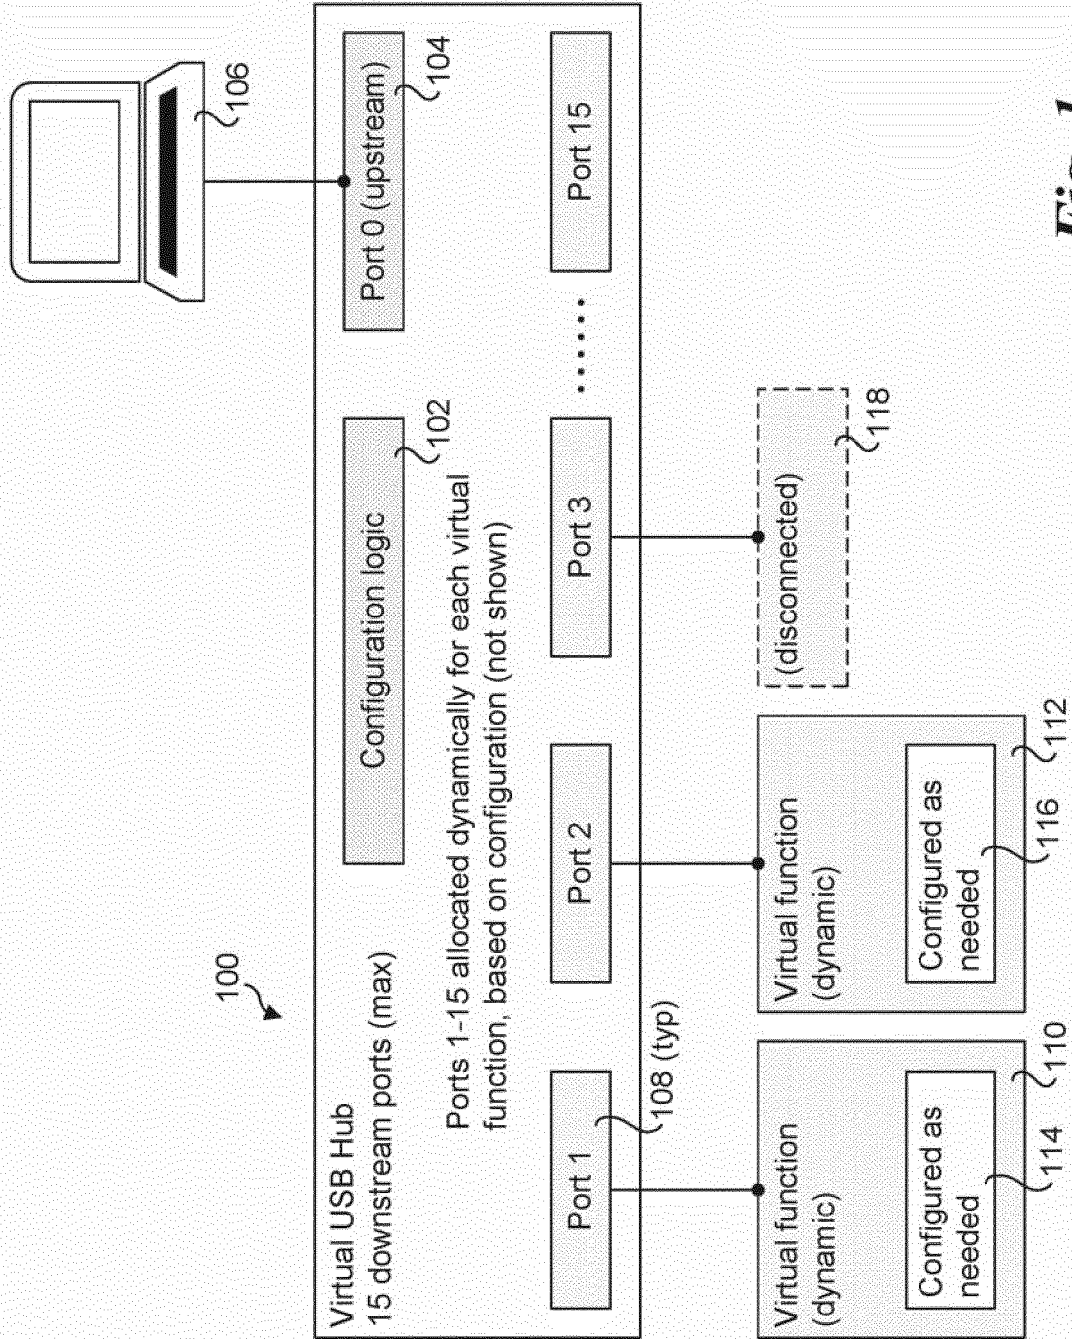 100
106
Virtual USB Hub
15 downstream ports (max)
Configuration logic
102
Port 0 (upstream)
104
Ports 1-15 allocated dynamically for each virtual
function, based on configuration (not shown)
Port 1
Port 2
Port 3
.......
Port 15
108 (typ)
Virtual function
(dynamic)
Configured as
needed
114
110
Virtual function
(dynamic)
Configured as
needed
116
112
(disconnected)
118
Fig. 1